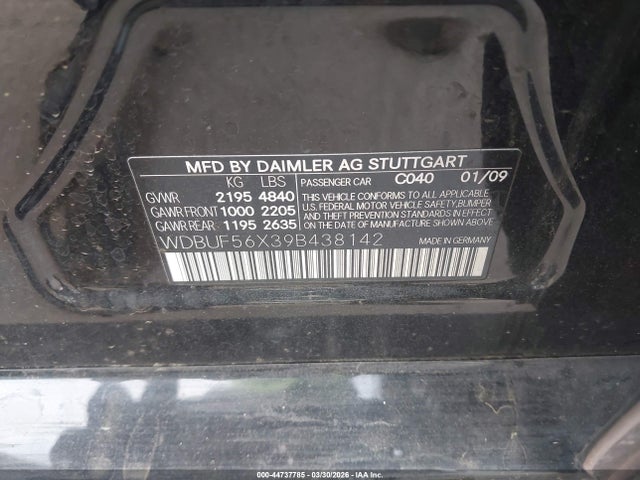 MFD BY DAIMLER AG STUTTGART
KG LBS PASSENGER CAR C040 01/09
GVWR 2195 4840 THIS VEHICLE CONFORMS TO ALL APPLICABLE
GAWR FRONT 1000 2205 U.S. FEDERAL MOTOR VEHICLE SAFETY, BUMPER,
GAWR REAR 1195 2635 AND THEFT PREVENTION STANDARDS IN
EFFECT ON THE DATE OF MANUFACTURE SHOWN ABOVE.
WDBUF56X39B438142 MADE IN GERMANY
000-44737785 - 03/30/2026 - IAAI.COM